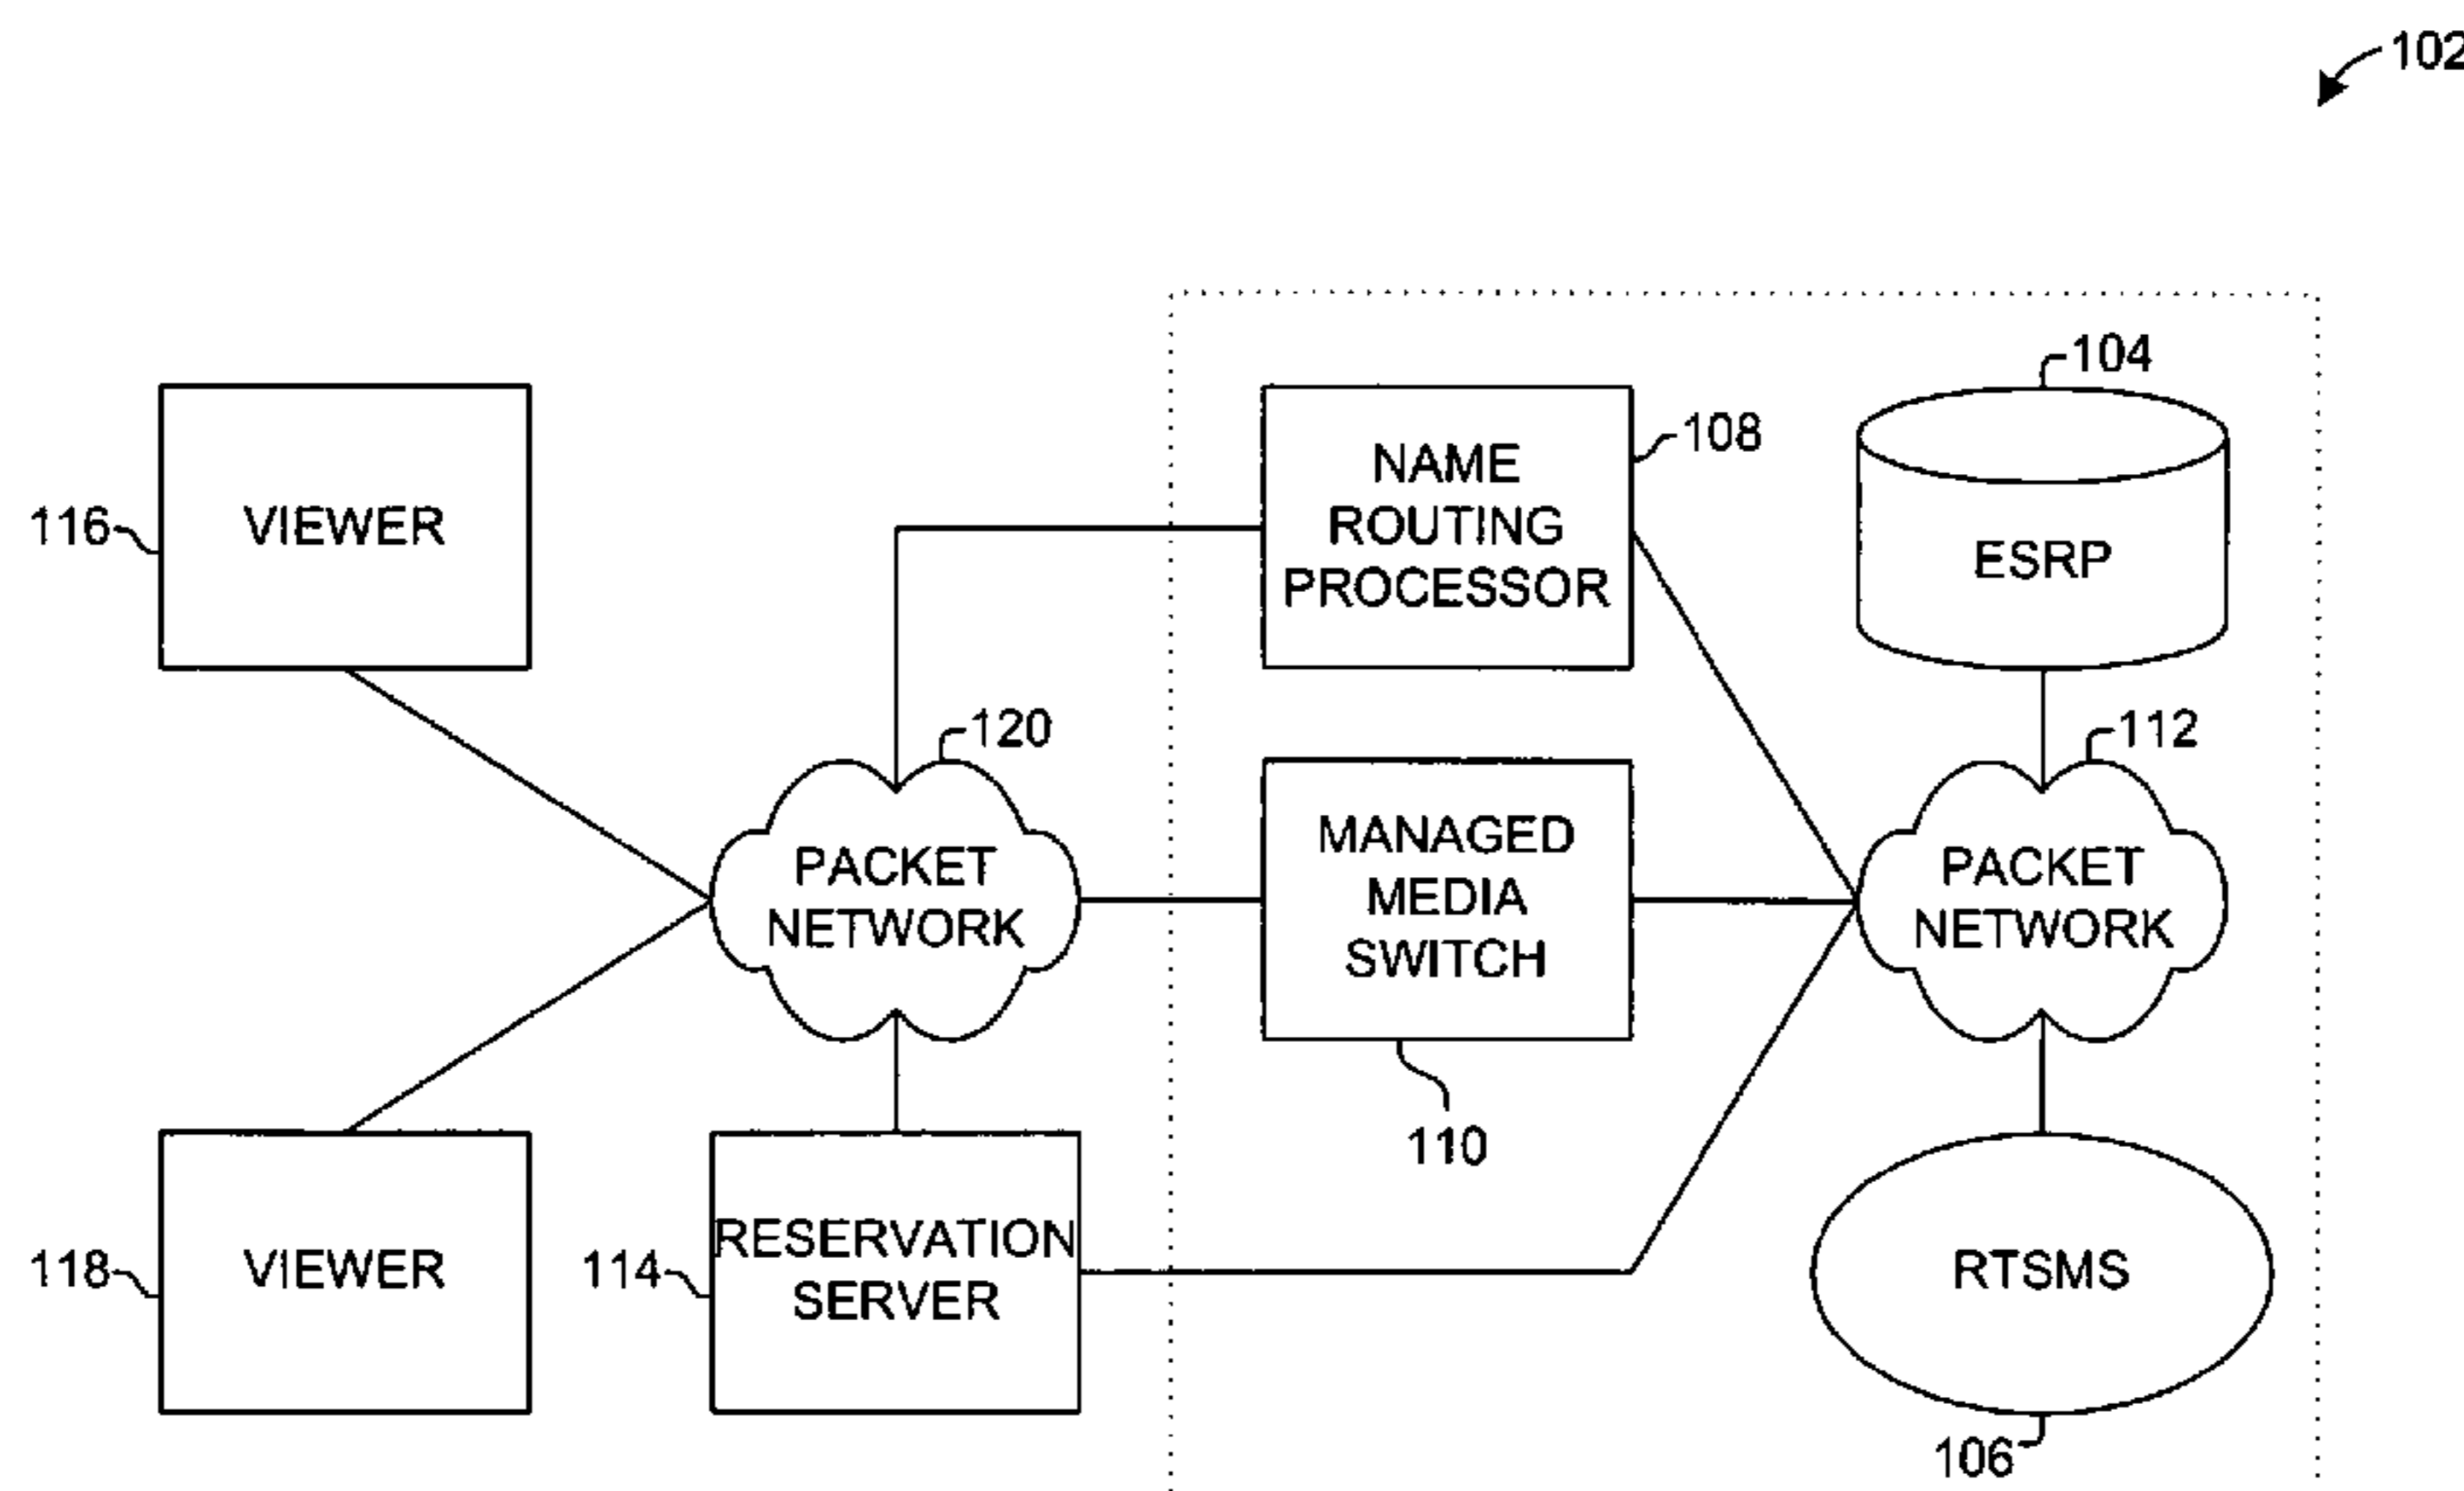 102
104
108
NAME
ROUTING
PROCESSOR
ESRP
116
VIEWER
120
112
PACKET
NETWORK
MANAGED
MEDIA
SWITCH
PACKET
NETWORK
110
118
VIEWER
114
RESERVATION
SERVER
RTSMS
106